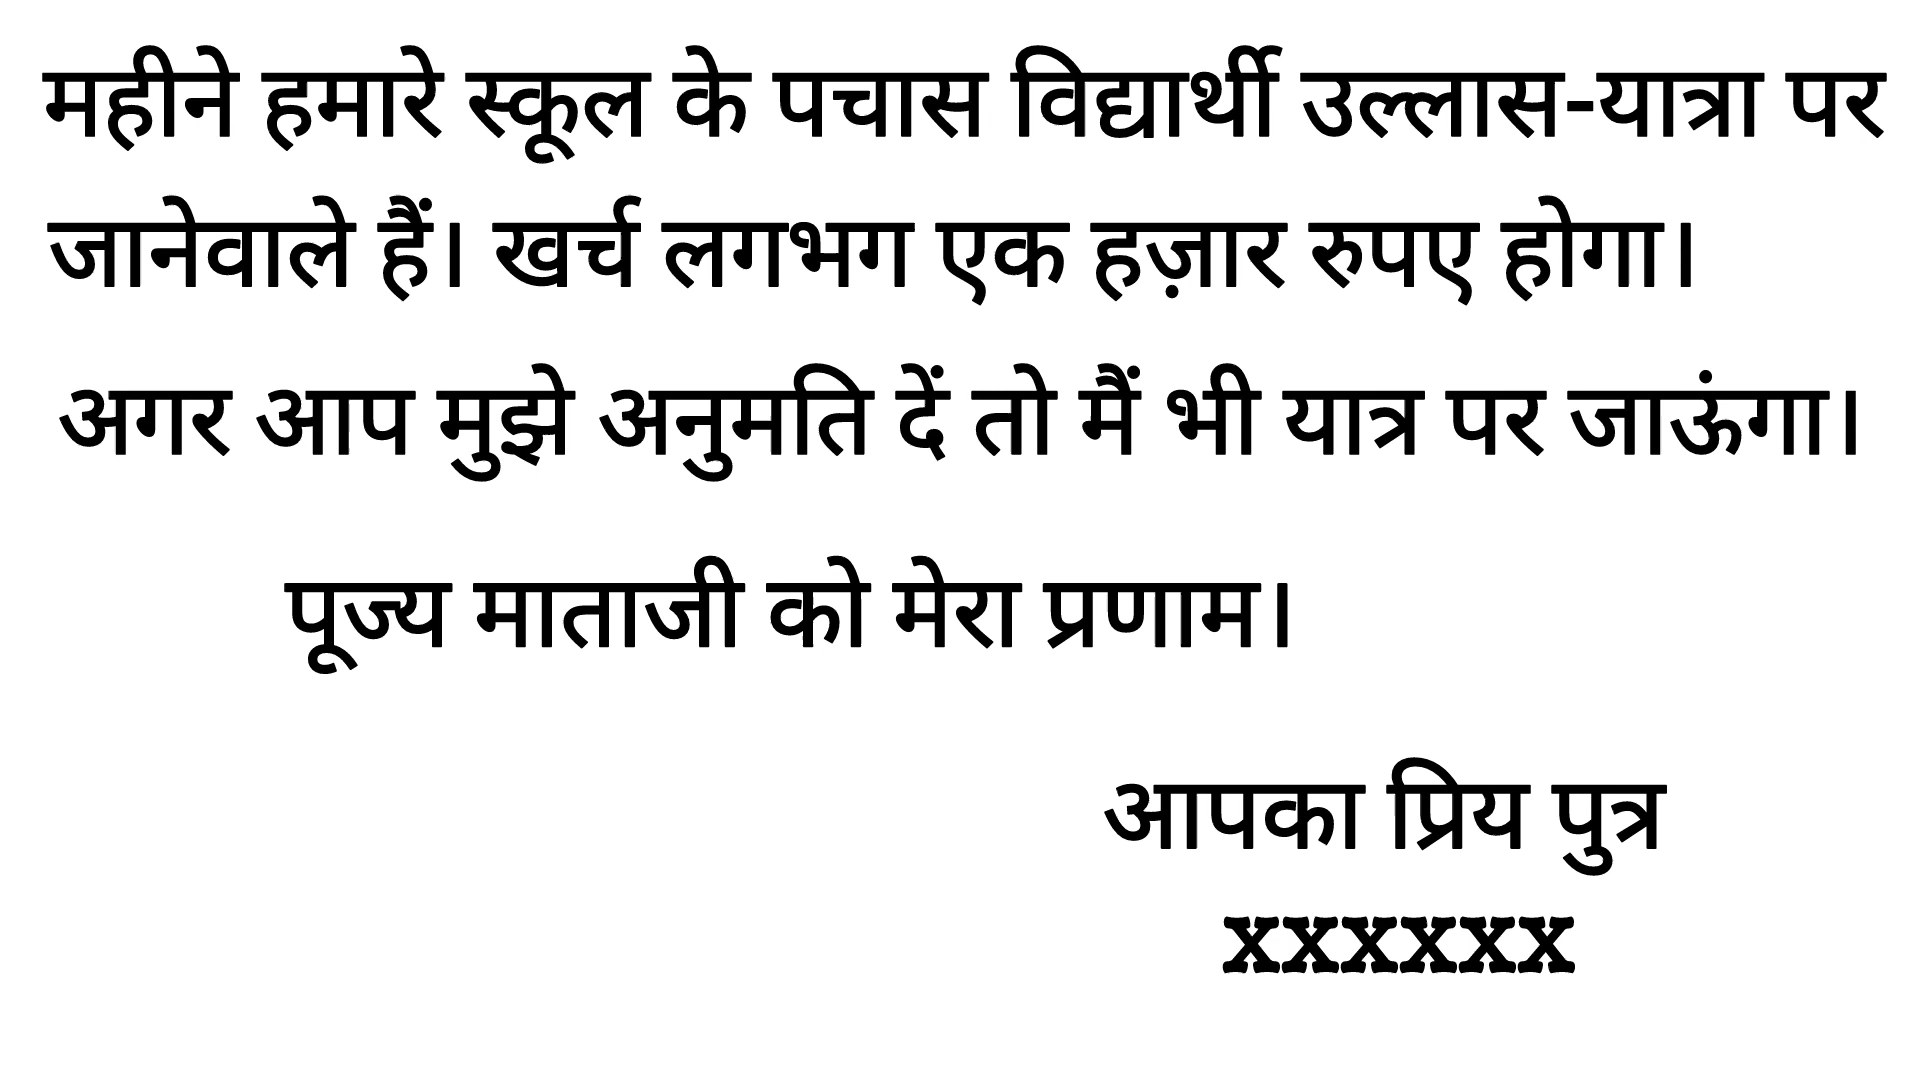 महीने हमारे स्कूल के पचास विद्यार्थी उल्लास-यात्रा पर
जानेवाले हैं। खर्च लगभग एक हज़ार रुपए होगा।
अगर आप मुझे अनुमति दें तो मैं भी यात्र पर जाऊंगा।
पूज्य माताजी को मेरा प्रणाम।
आपका प्रिय पुत्र
xxxxxx